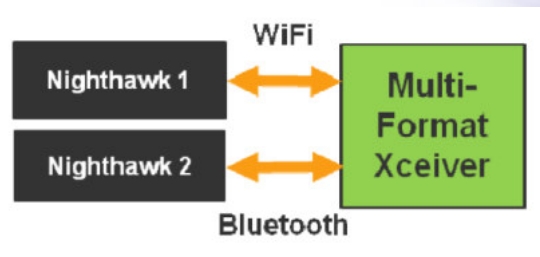 WiFi
Nighthawk 1
Nighthawk 2
Bluetooth
Multi-
Format
Xceiver